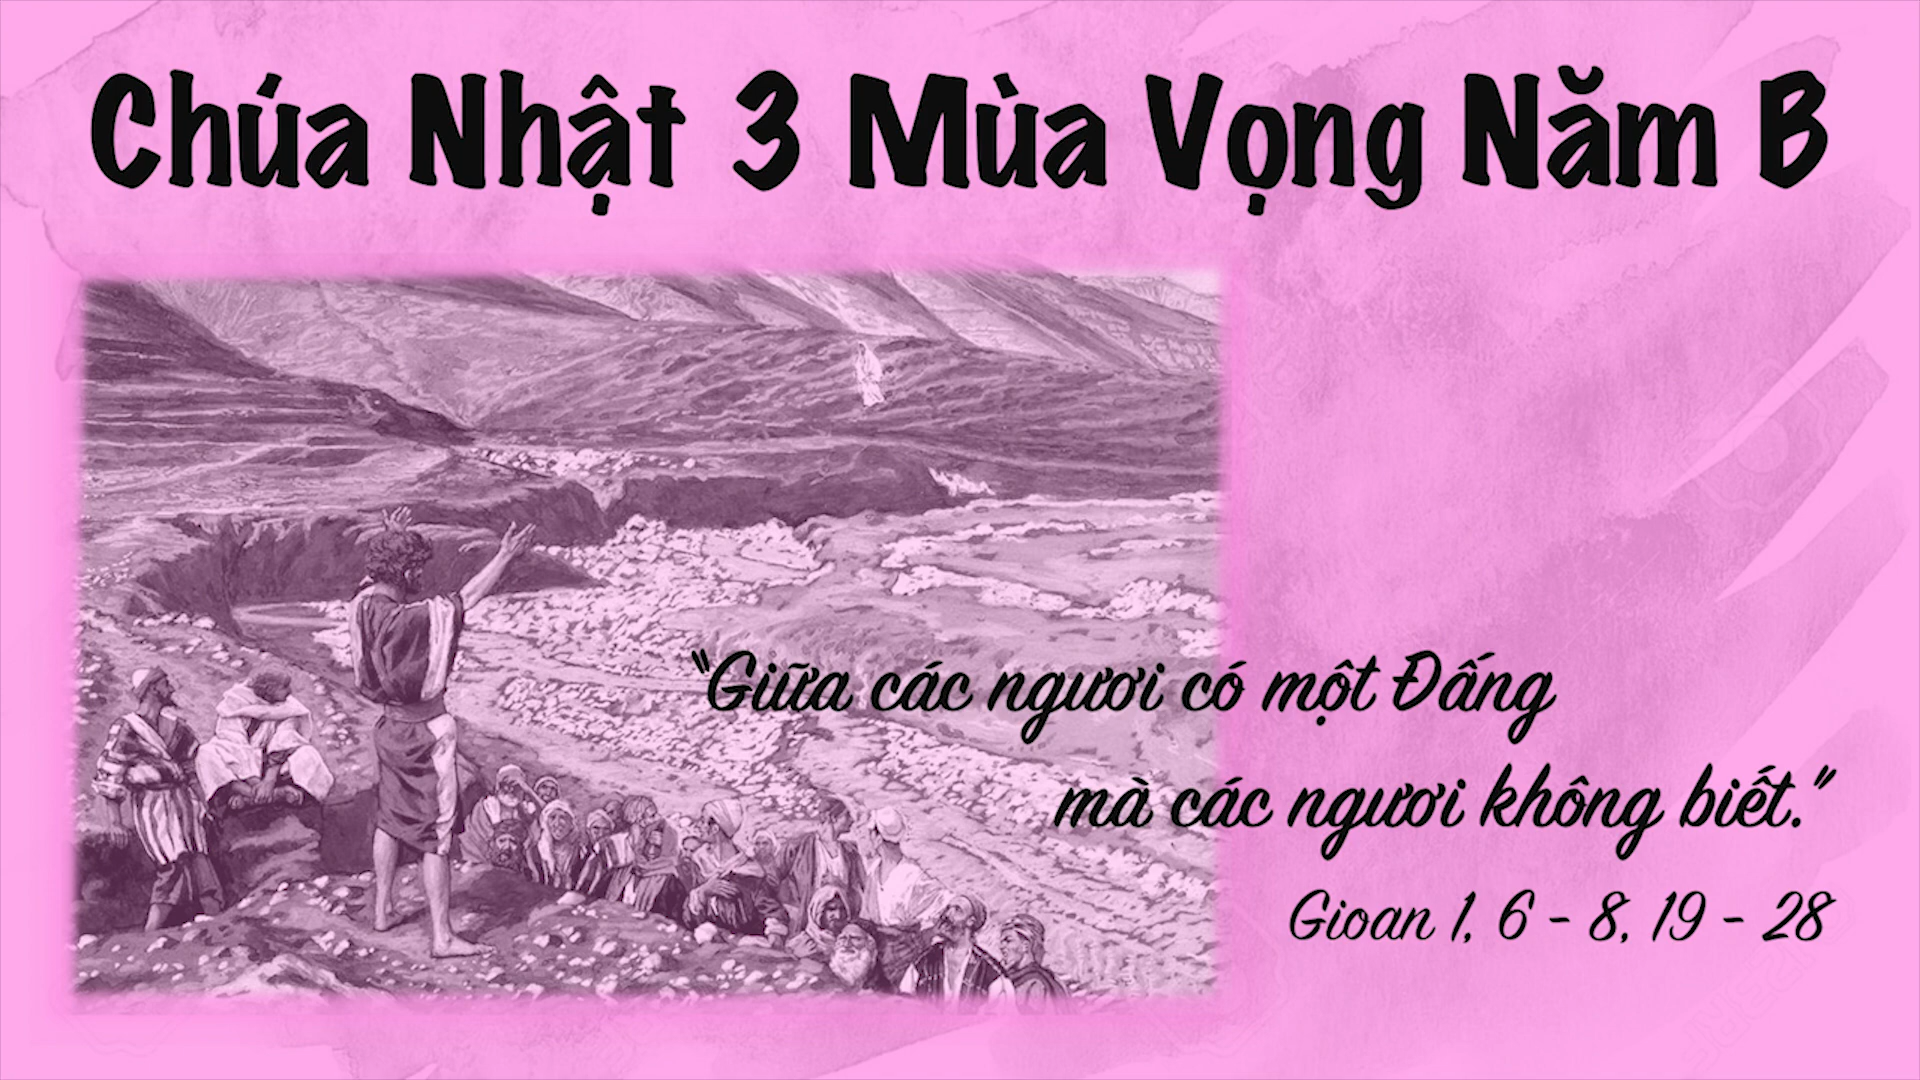 Chúa Nhật 3 Mùa Vọng Năm B
"Giữa các ngươi có một Đấng
mà các ngươi không biết."
Gioan 1, 6 - 8, 19 - 28